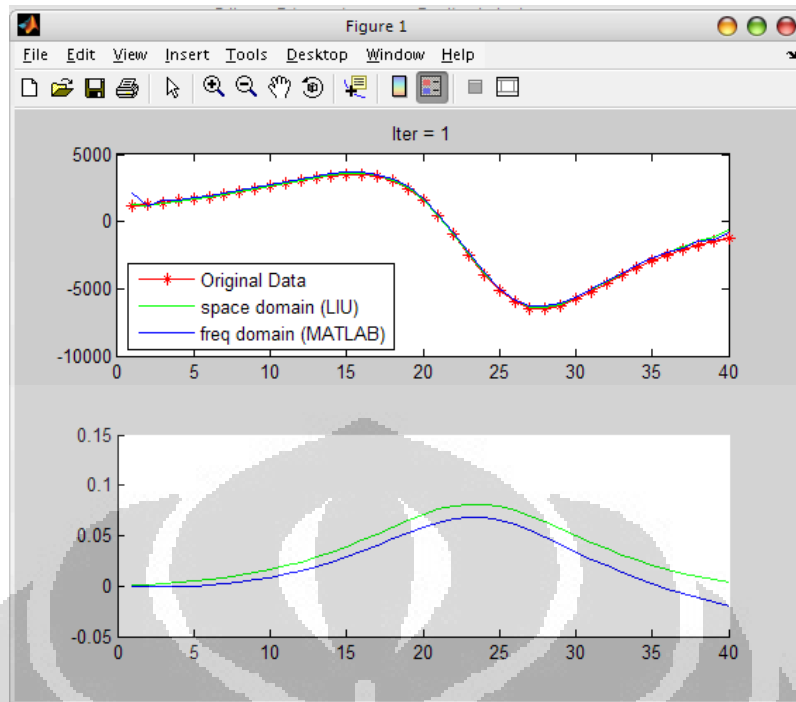 Figure 1
File Edit View Insert Tools Desktop Window Help
Iter = 1
5000
0
-5000
-10000
Original Data
space domain (LIU)
freq domain (MATLAB)
0 5 10 15 20 25 30 35 40
0.15
0.1
0.05
0
-0.05
0 5 10 15 20 25 30 35 40